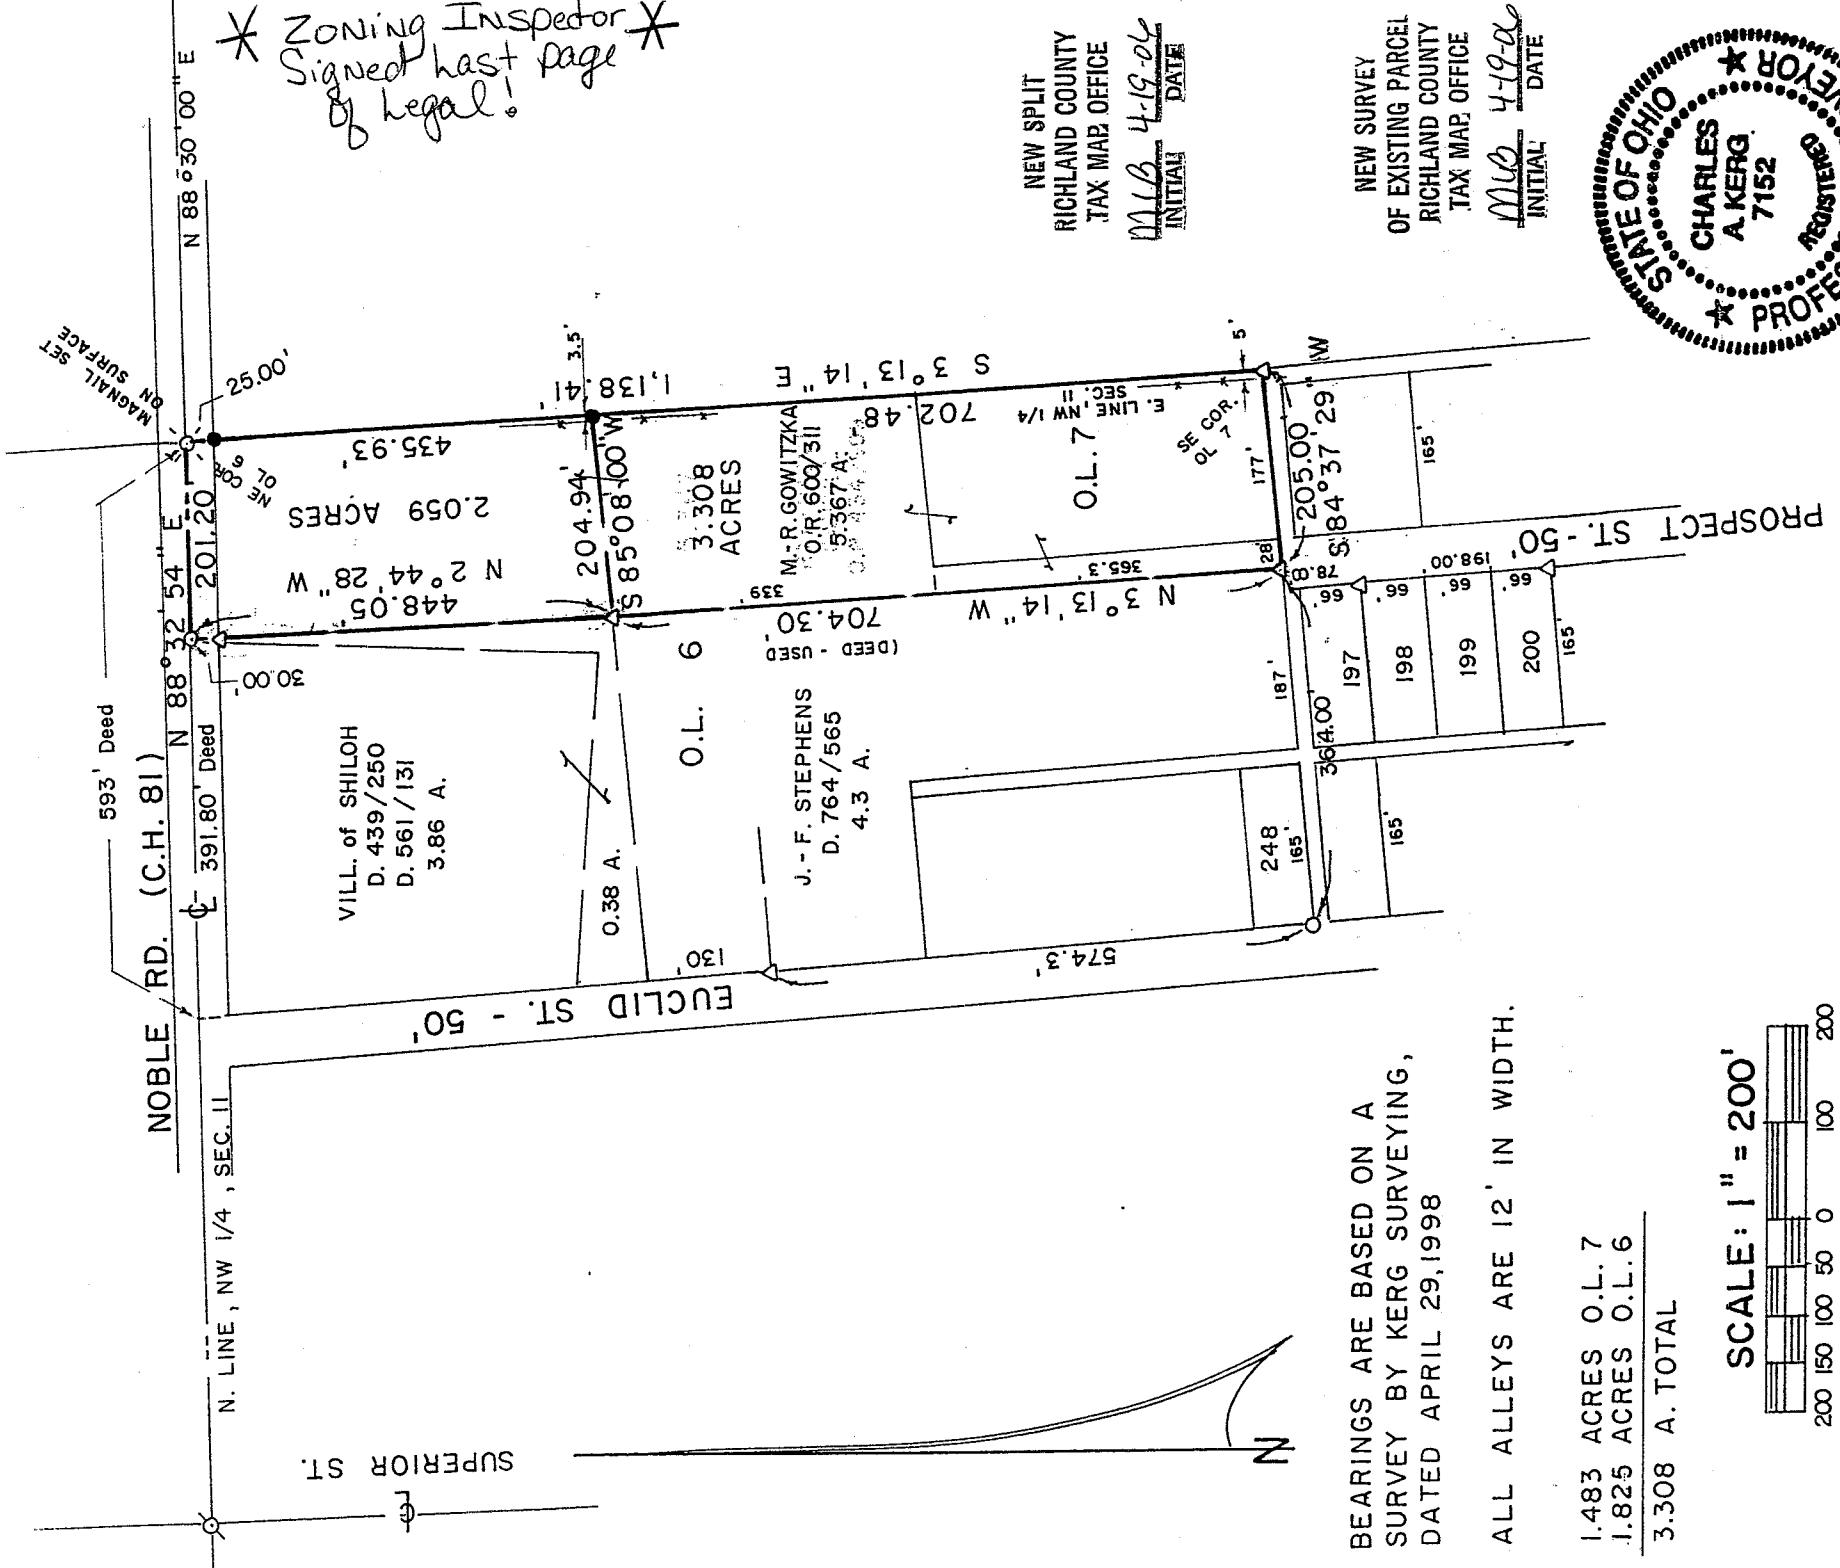 * Zoning Inspector *
Signed Last page
of Legal!
N 88°30'00" E
NEW SPLIT
RICHLAND COUNTY
TAX MAP OFFICE
MLB 4-19-04
INITIAL DATE
NEW SURVEY
OF EXISTING PARCEL
RICHLAND COUNTY
TAX MAP OFFICE
MLB
INITIAL DATE
STATE OF OHIO
CHARLES
A. KERG
7152
REGISTERED
MAGNAIL SET
ON SURFACE
25.00'
593' Deed
NOBLE RD. (C.H. 81)
N 88°32'54" E
201.20
391.80' Deed
30.00'
NE COR.
OL 6
435.93'
2.059 ACRES
N 2°44'28" W
448.05'
204.94'
S 85°08'00" W
3.5'
1,138.41'
S 3°13'14" E
702.48
E. LINE, NW 1/4
SEC. 11
3.308
ACRES
M.-R. GOWITZKA
O.R. 600/311
5.367 A.
O.L. 7
SE COR.
OL 7
5'
177'
205.00'
S 84°37'29" W
28'
365.3'
339'
N 3°13'14" W
704.30'
(DEED - USED)
VILL. of SHILOH
D. 439/250
D. 561/131
3.86 A.
0.38 A.
O.L. 6
J. - F. STEPHENS
D. 764/565
4.3 A.
187'
364.00'
248
165'
165'
130'
574.3'
EUCLID ST. - 50'
PROSPECT ST.-50'
165'
78.8'
198.00'
66'
66'
66'
66'
197
198
199
200
165'
N. LINE, NW 1/4, SEC. 11
SUPERIOR ST.
N
BEARINGS ARE BASED ON A
SURVEY BY KERG SURVEYING,
DATED APRIL 29, 1998
ALL ALLEYS ARE 12' IN WIDTH.
1.483 ACRES O.L. 7
1.825 ACRES O.L. 6
3.308 A. TOTAL
SCALE: 1" = 200'
200 150 100 50 0 100 200